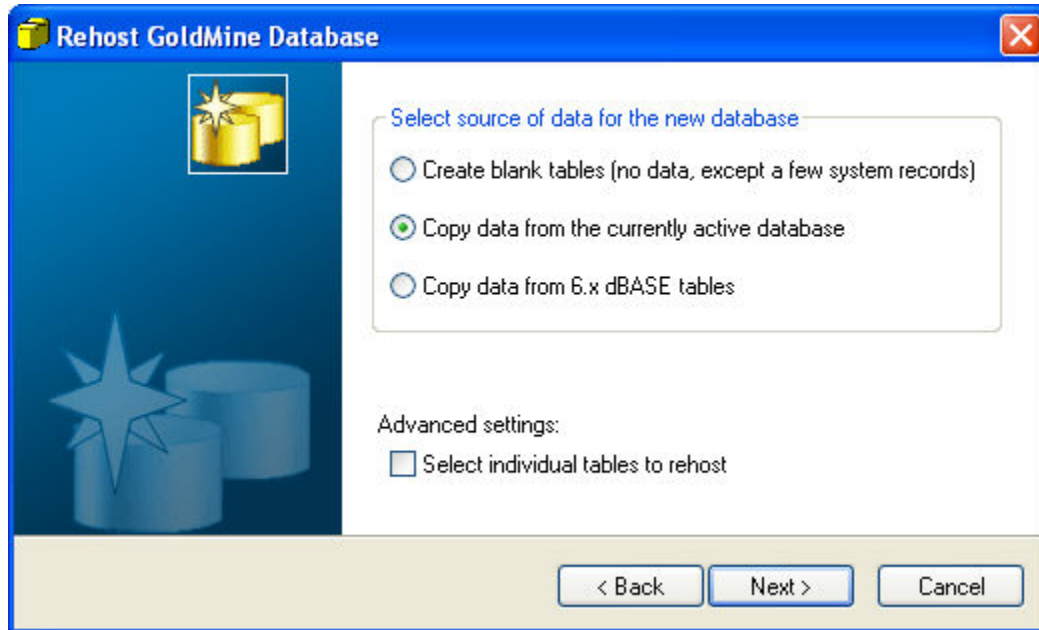 Rehost GoldMine Database
Select source of data for the new database
Create blank tables (no data, except a few system records)
Copy data from the currently active database
Copy data from 6.x dBASE tables
Advanced settings:
Select individual tables to rehost
< Back Next > Cancel